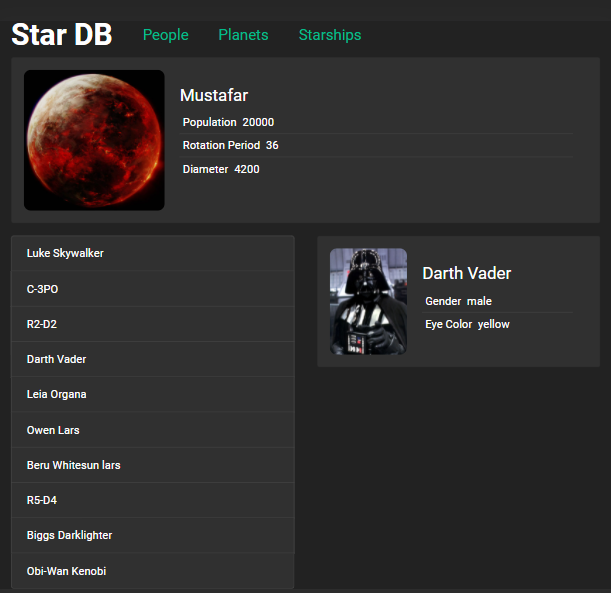 Star DB People Planets Starships
Mustafar
Population 20000
Rotation Period 36
Diameter 4200
Luke Skywalker
C-3PO
R2-D2
Darth Vader
Leia Organa
Owen Lars
Beru Whitesun lars
R5-D4
Biggs Darklighter
Obi-Wan Kenobi
Darth Vader
Gender male
Eye Color yellow